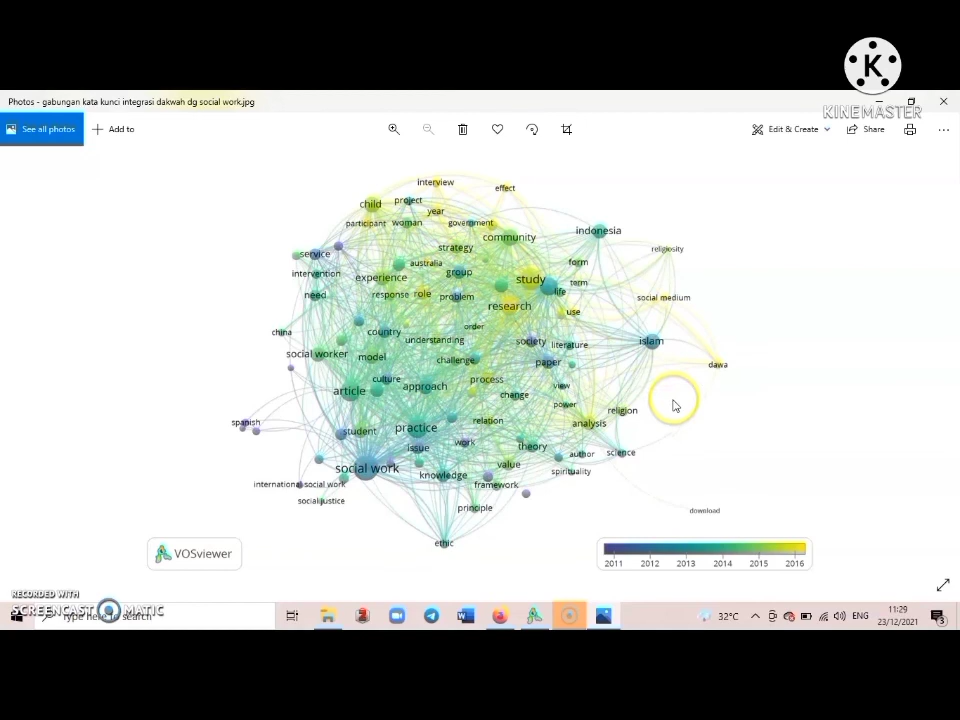 K
KINEMASTER
Photos - gabungan kata kunci integrasi dakwah dg social work.jpg
See all photos
Add to
Edit & Create
Share
interview
effect
child
project
year
participant
woman
government
community
indonesia
strategy
religiosity
service
australia
group
form
intervention
experience
study
term
need
response
role
problem
life
social medium
research
use
order
china
country
understanding
society
literature
islam
social worker
model
challenge
paper
dawa
culture
process
article
approach
view
change
power
religion
spanish
student
practice
relation
analysis
issue
work
theory
author
science
social work
knowledge
value
spirituality
international social work
framework
social justice
principle
download
ethic
VOSviewer
2011 2012 2013 2014 2015 2016
RECORDED WITH
SCREENCAST MATIC
Type here to search
32°C
ENG
11:29
23/12/2021
3